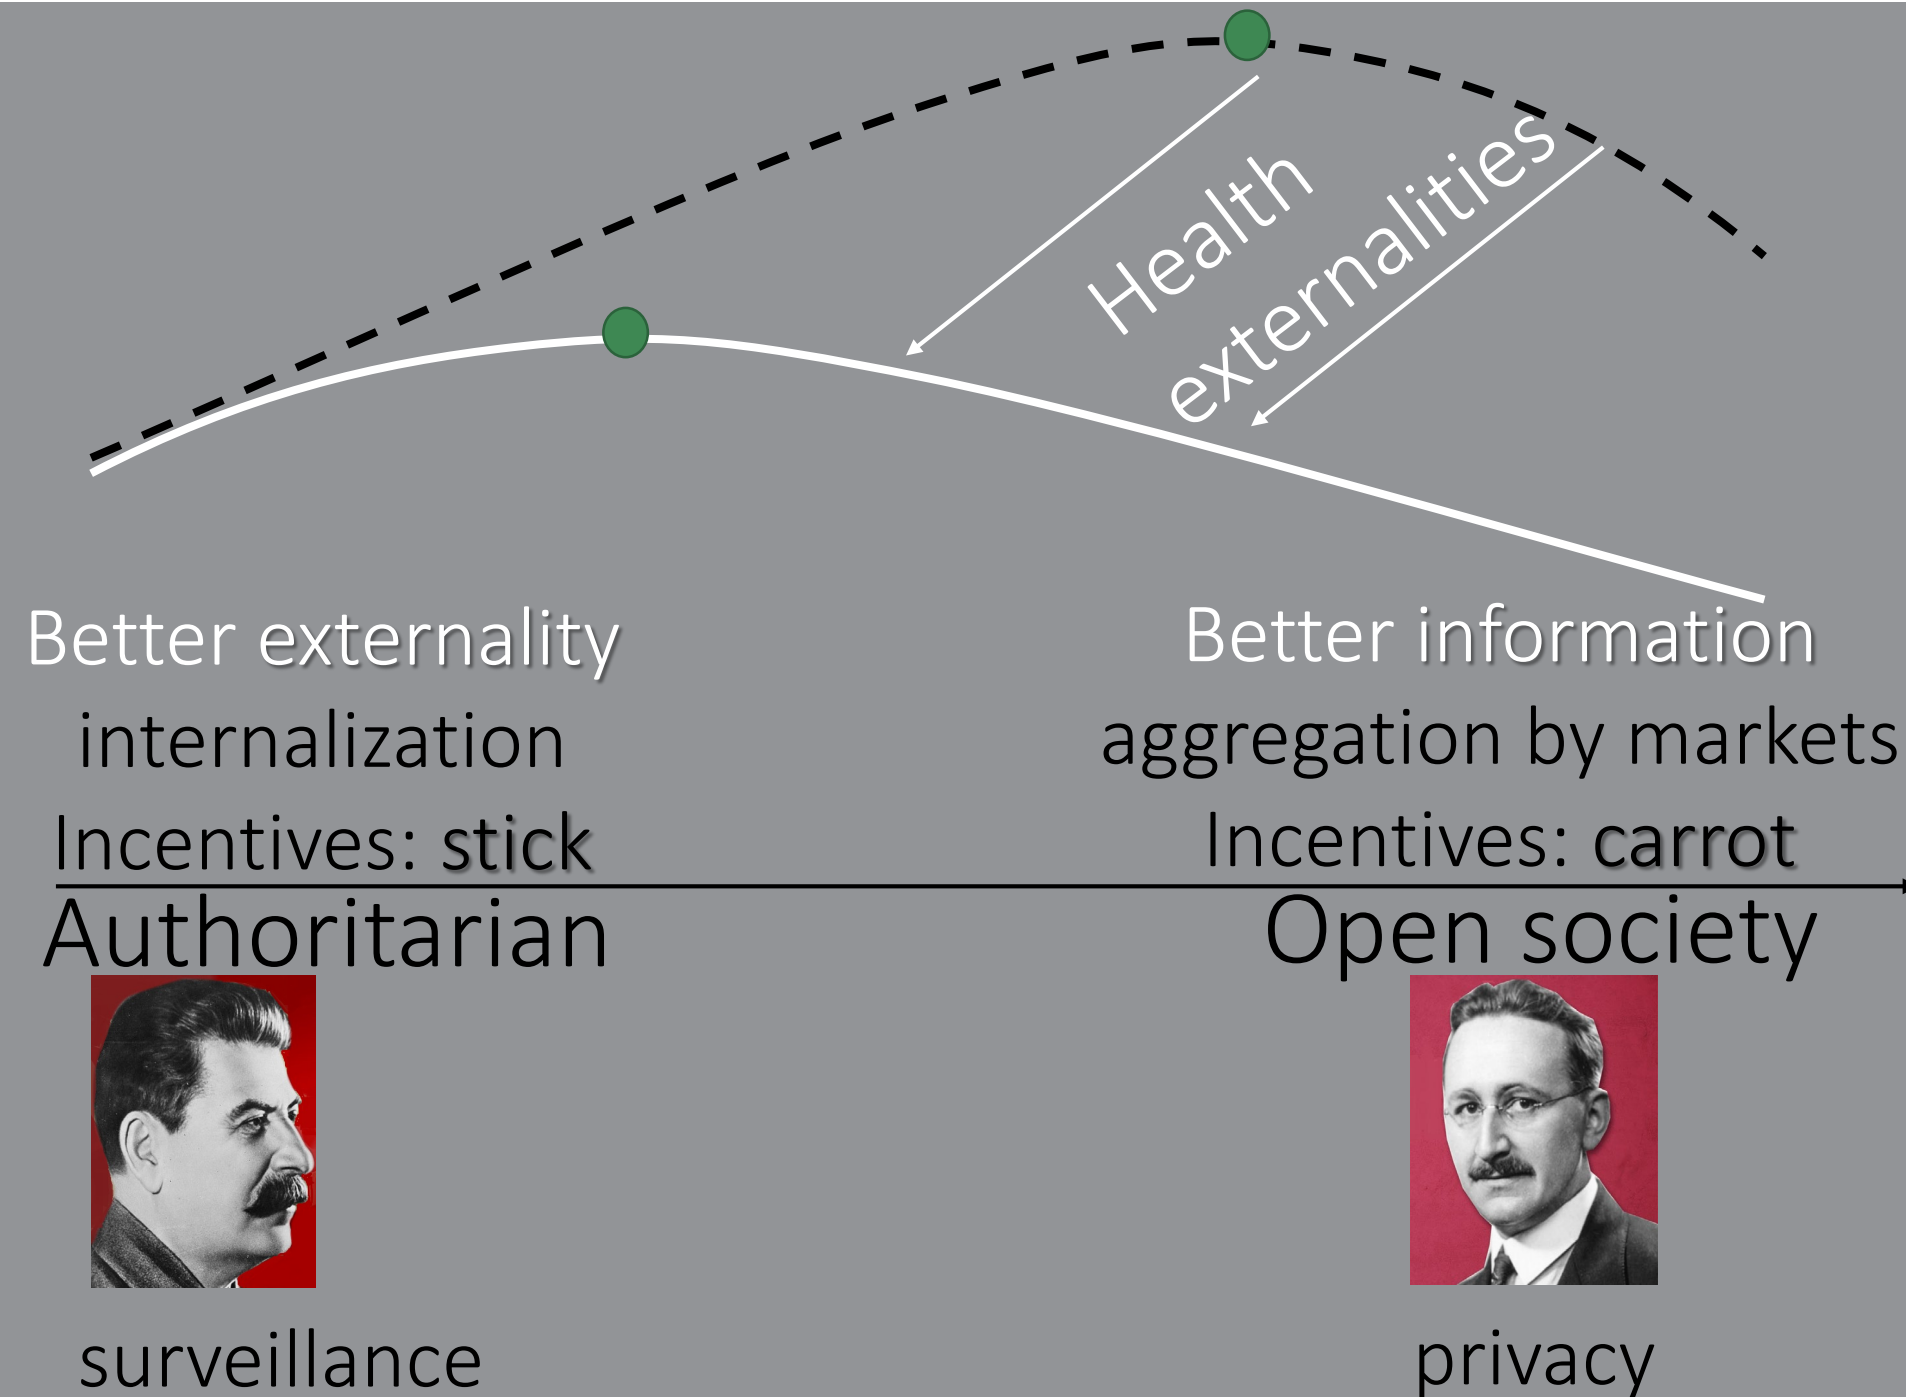 Health
externalities
Better externality
internalization
Incentives: stick
Better information
aggregation by markets
Incentives: carrot
Authoritarian
Open society
surveillance
privacy